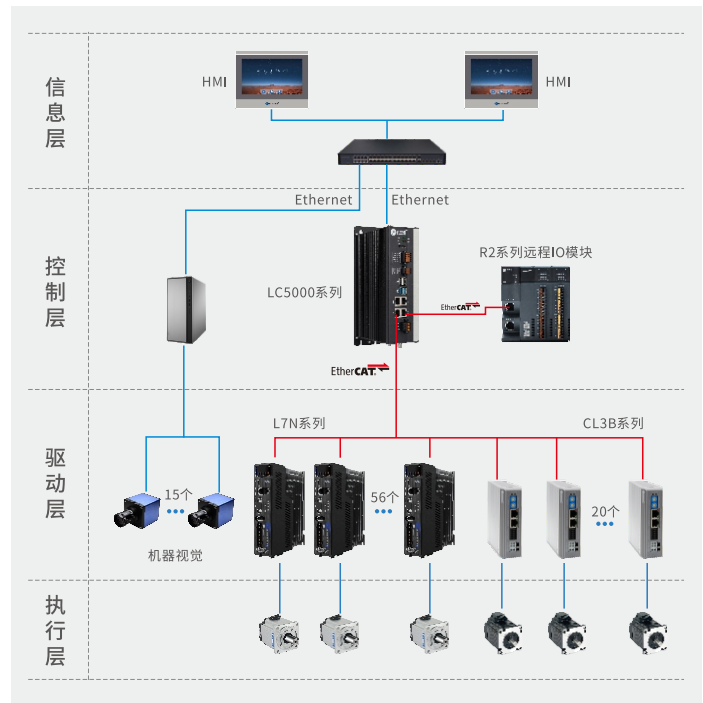 信息层
HMI
HMI
Ethernet
Ethernet
控制层
LC5000系列
R2系列远程IO模块
EtherCAT
EtherCAT
驱动层
L7N系列
CL3B系列
15个
56个
20个
机器视觉
执行层